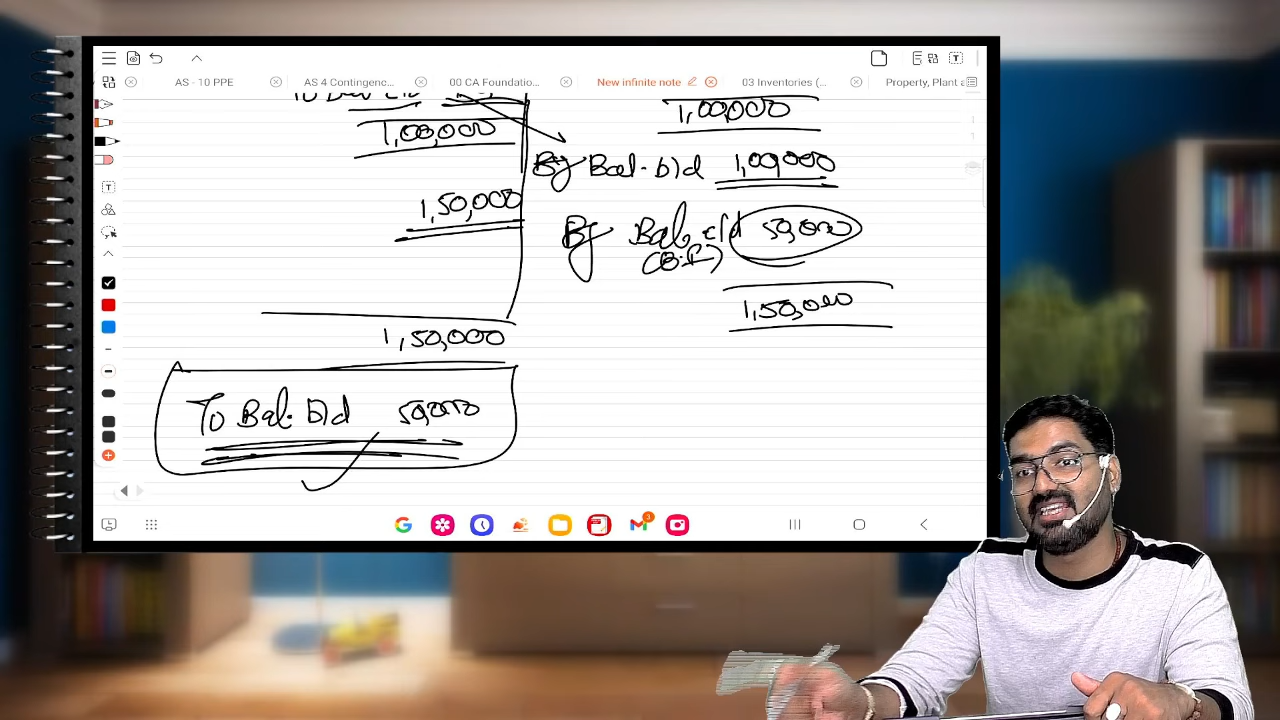 AS - 10 PPE
AS 4 Contingenc...
00 CA Foundatio...
New infinite note
03 Inventories (...
Property, Plant a
To Bal c/d
1,00,000
1,00,000
By Bal. b/d 1,00,000
1,50,000
By Bal c/d 50,000
(B.F)
1,50,000
1,50,000
To Bal. b/d 50,000